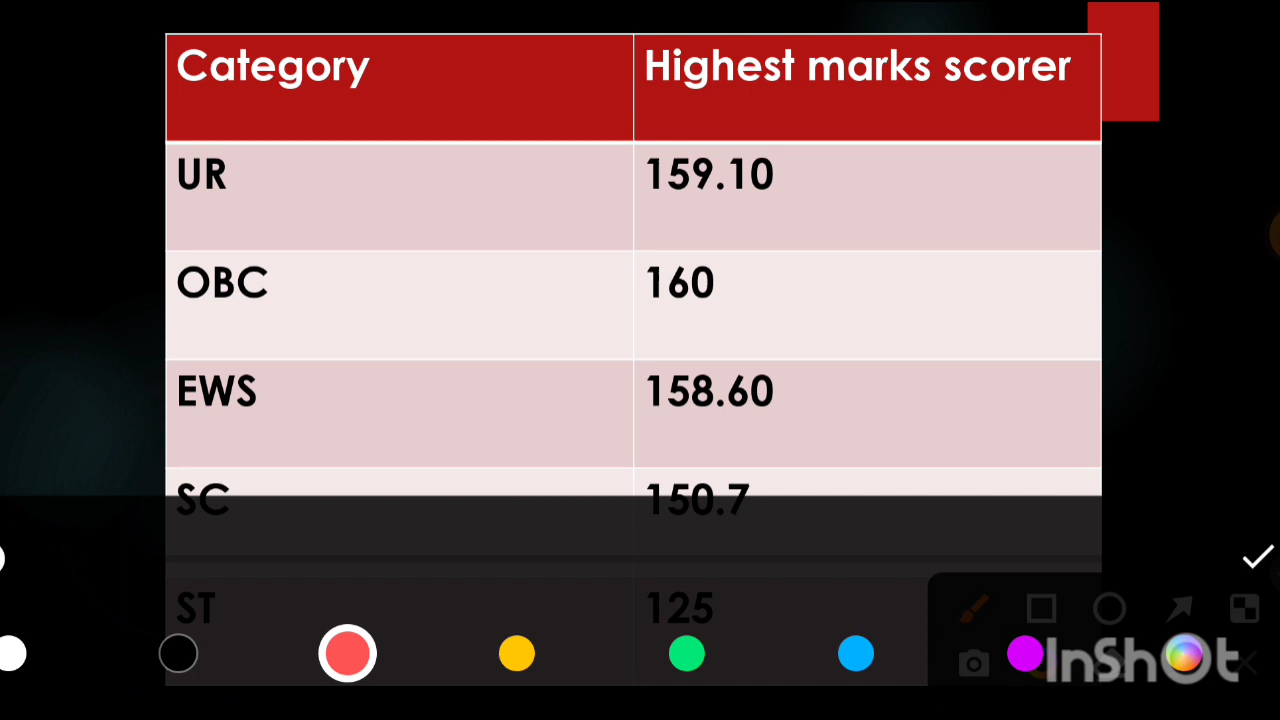 Category Highest marks scorer
UR 159.10
OBC 160
EWS 158.60
SC 150.7
ST 125
InShOt